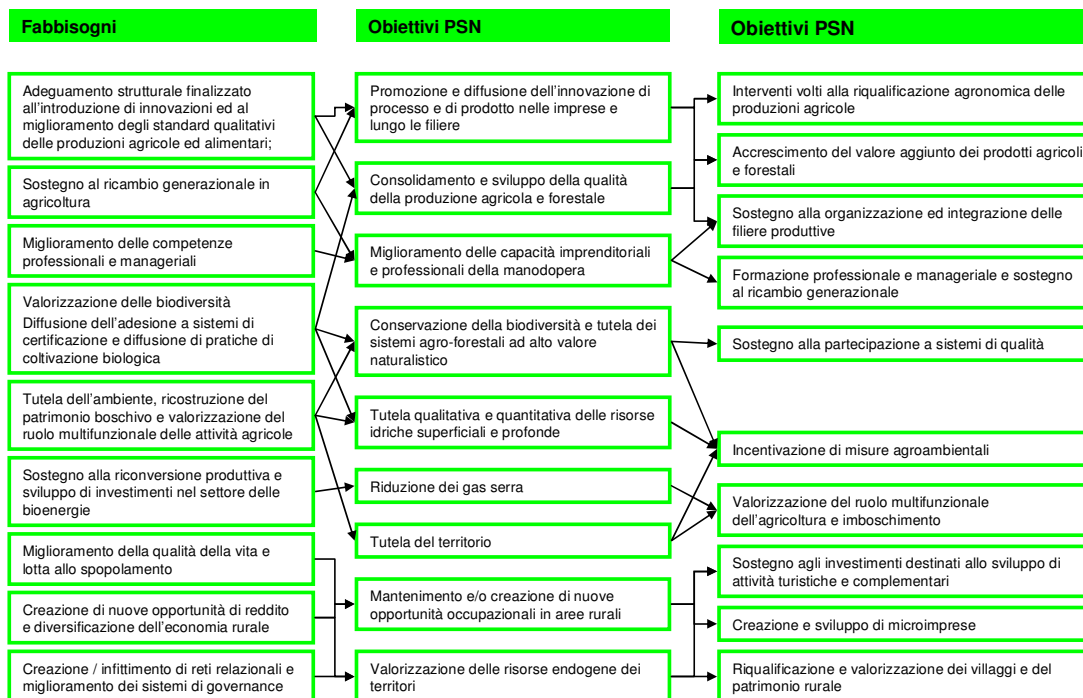 Fabbisogni
Adeguamento strutturale finalizzato
all'introduzione di innovazioni ed al
miglioramento degli standard qualitativi
delle produzioni agricole ed alimentari;
Sostegno al ricambio generazionale in
agricoltura
Miglioramento delle competenze
professionali e manageriali
Valorizzazione delle biodiversità
Diffusione dell'adesione a sistemi di
certificazione e diffusione di pratiche di
coltivazione biologica
Tutela dell'ambiente, ricostruzione del
patrimonio boschivo e valorizzazione del
ruolo multifunzionale delle attività agricole
Sostegno alla riconversione produttiva e
sviluppo di investimenti nel settore delle
bioenergie
Miglioramento della qualità della vita e
lotta allo spopolamento
Creazione di nuove opportunità di reddito
e diversificazione dell'economia rurale
Creazione / infittimento di reti relazionali e
miglioramento dei sistemi di governance
Obiettivi PSN
Promozione e diffusione dell'innovazione di
processo e di prodotto nelle imprese e
lungo le filiere
Consolidamento e sviluppo della qualità
della produzione agricola e forestale
Miglioramento delle capacità imprenditoriali
e professionali della manodopera
Conservazione della biodiversità e tutela dei
sistemi agro-forestali ad alto valore
naturalistico
Tutela qualitativa e quantitativa delle risorse
idriche superficiali e profonde
Riduzione dei gas serra
Tutela del territorio
Mantenimento e/o creazione di nuove
opportunità occupazionali in aree rurali
Valorizzazione delle risorse endogene dei
territori
Obiettivi PSN
Interventi volti alla riqualificazione agronomica delle
produzioni agricole
Accrescimento del valore aggiunto dei prodotti agricoli
e forestali
Sostegno alla organizzazione ed integrazione delle
filiere produttive
Formazione professionale e manageriale e sostegno
al ricambio generazionale
Sostegno alla partecipazione a sistemi di qualità
Incentivazione di misure agroambientali
Valorizzazione del ruolo multifunzionale
dell'agricoltura e imboschimento
Sostegno agli investimenti destinati allo sviluppo di
attività turistiche e complementari
Creazione e sviluppo di microimprese
Riqualificazione e valorizzazione dei villaggi e del
patrimonio rurale